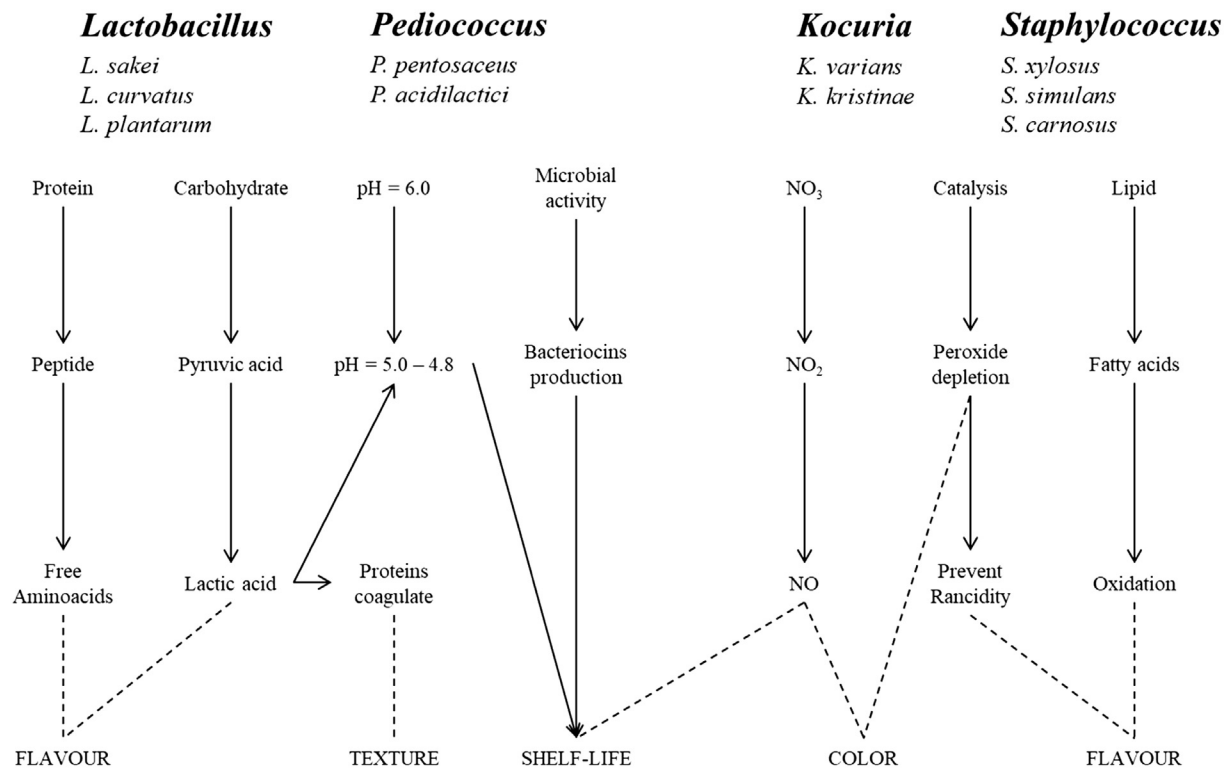 Lactobacillus
L. sakei
L. curvatus
L. plantarum
Pediococcus
P. pentosaceus
P. acidilactici
Kocuria
K. varians
K. kristinae
Staphylococcus
S. xylosus
S. simulans
S. carnosus
Protein
Carbohydrate
pH = 6.0
Microbial
activity
NO₃
Catalysis
Lipid
Peptide
Pyruvic acid
pH = 5.0 – 4.8
Bacteriocins
production
NO₂
Peroxide
depletion
Fatty acids
Free
Aminoacids
Lactic acid
Proteins
coagulate
NO
Prevent
Rancidity
Oxidation
FLAVOUR
TEXTURE
SHELF-LIFE
COLOR
FLAVOUR